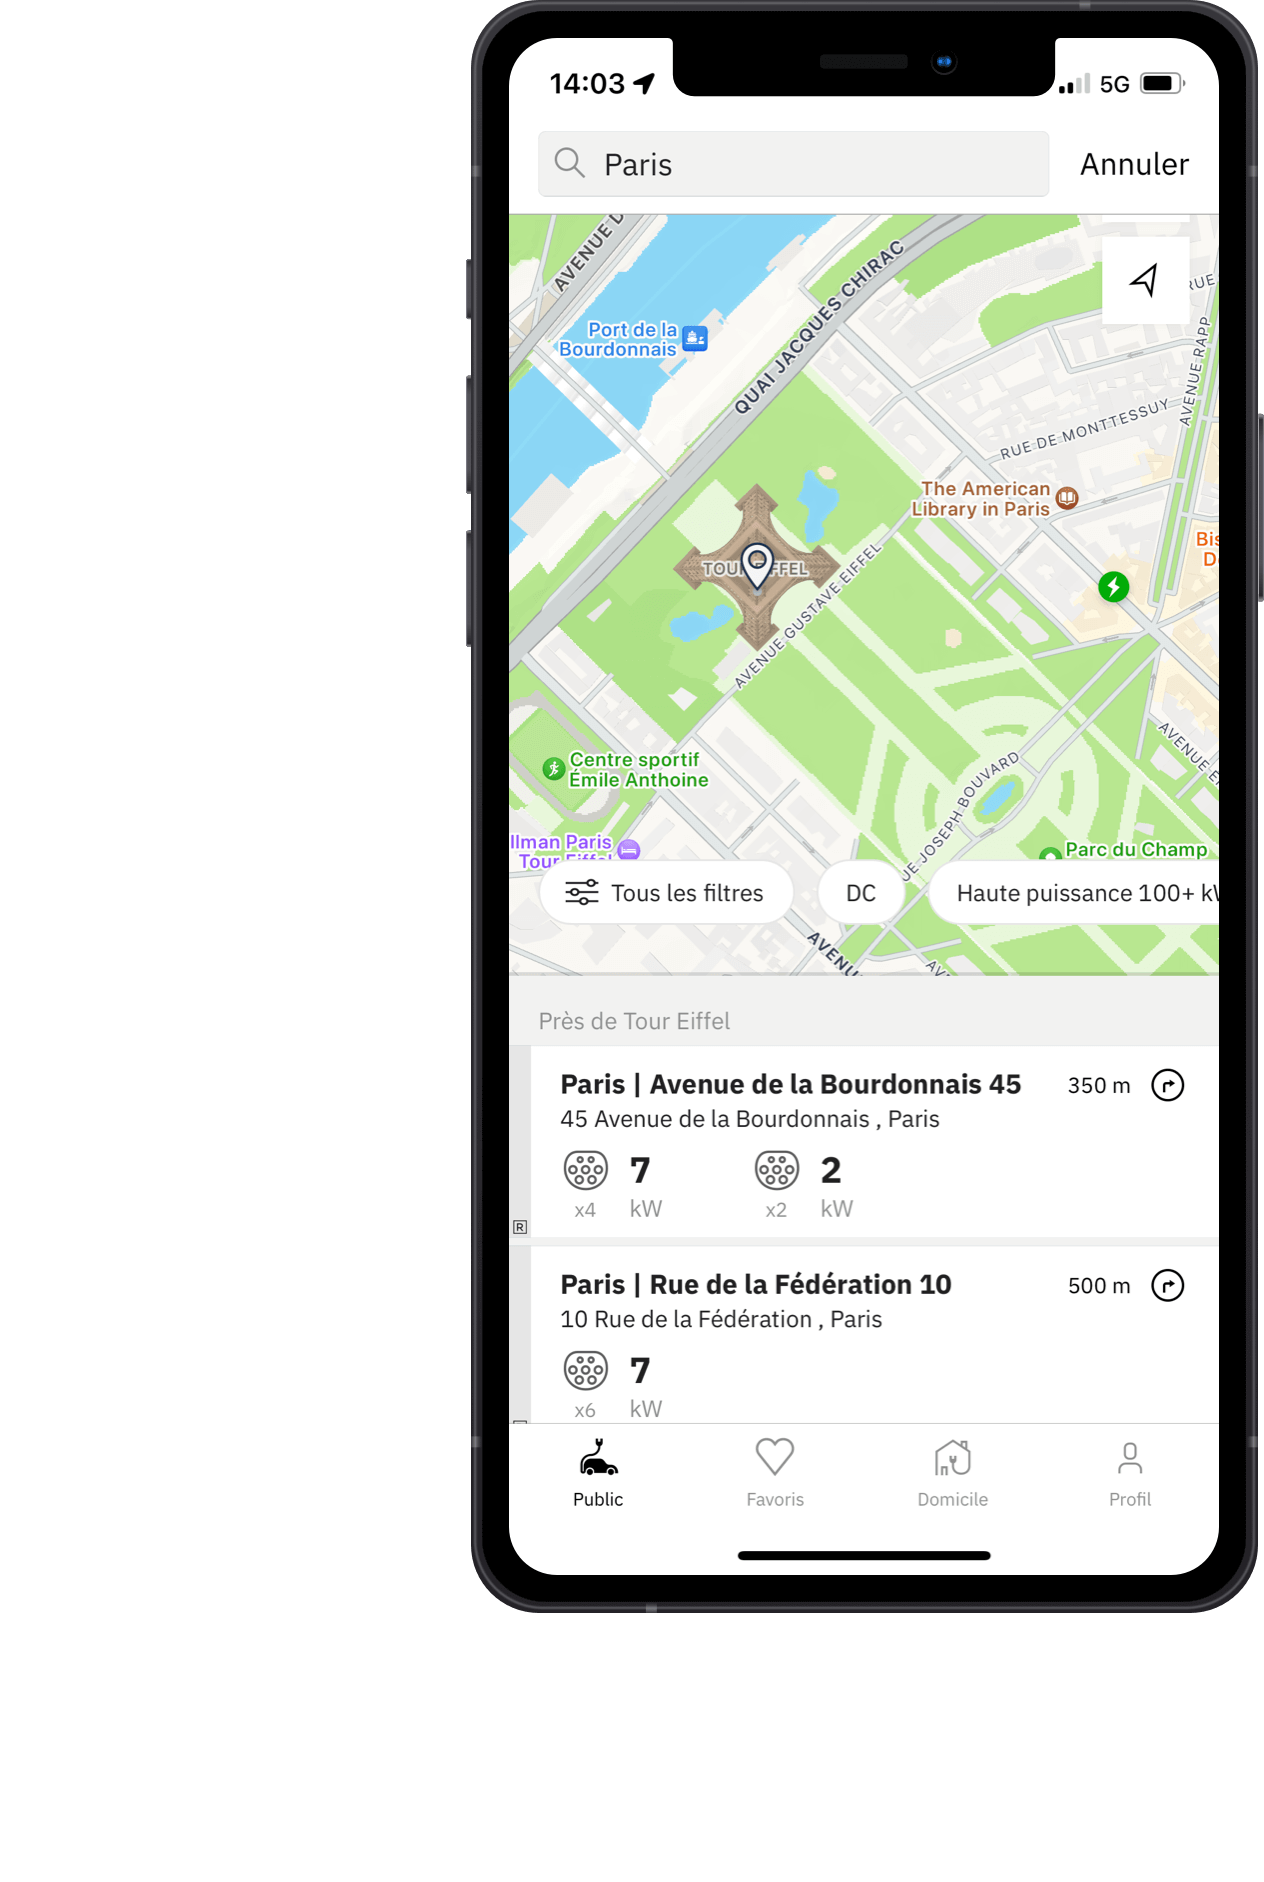 14:03
5G
Paris
Annuler
AVENUE D
QUAI JACQUES CHIRAC
RUE
AVENUE RAPP
Port de la
Bourdonnais
RUE DE MONTTESSUY
The American
Library in Paris
Bis
D
TOUR EIFFEL
AVENUE GUSTAVE EIFFEL
Centre sportif
Émile Anthoine
AVENUE
JOSEPH BOUVARD
llman Paris
Tour Eiffel
Parc du Champ
Tous les filtres
DC
Haute puissance 100+ kW
AVENU
AV
Près de Tour Eiffel
Paris | Avenue de la Bourdonnais 45
350 m
45 Avenue de la Bourdonnais , Paris
7
2
x4
kW
x2
kW
R
Paris | Rue de la Fédération 10
500 m
10 Rue de la Fédération , Paris
7
x6
kW
Public
Favoris
Domicile
Profil